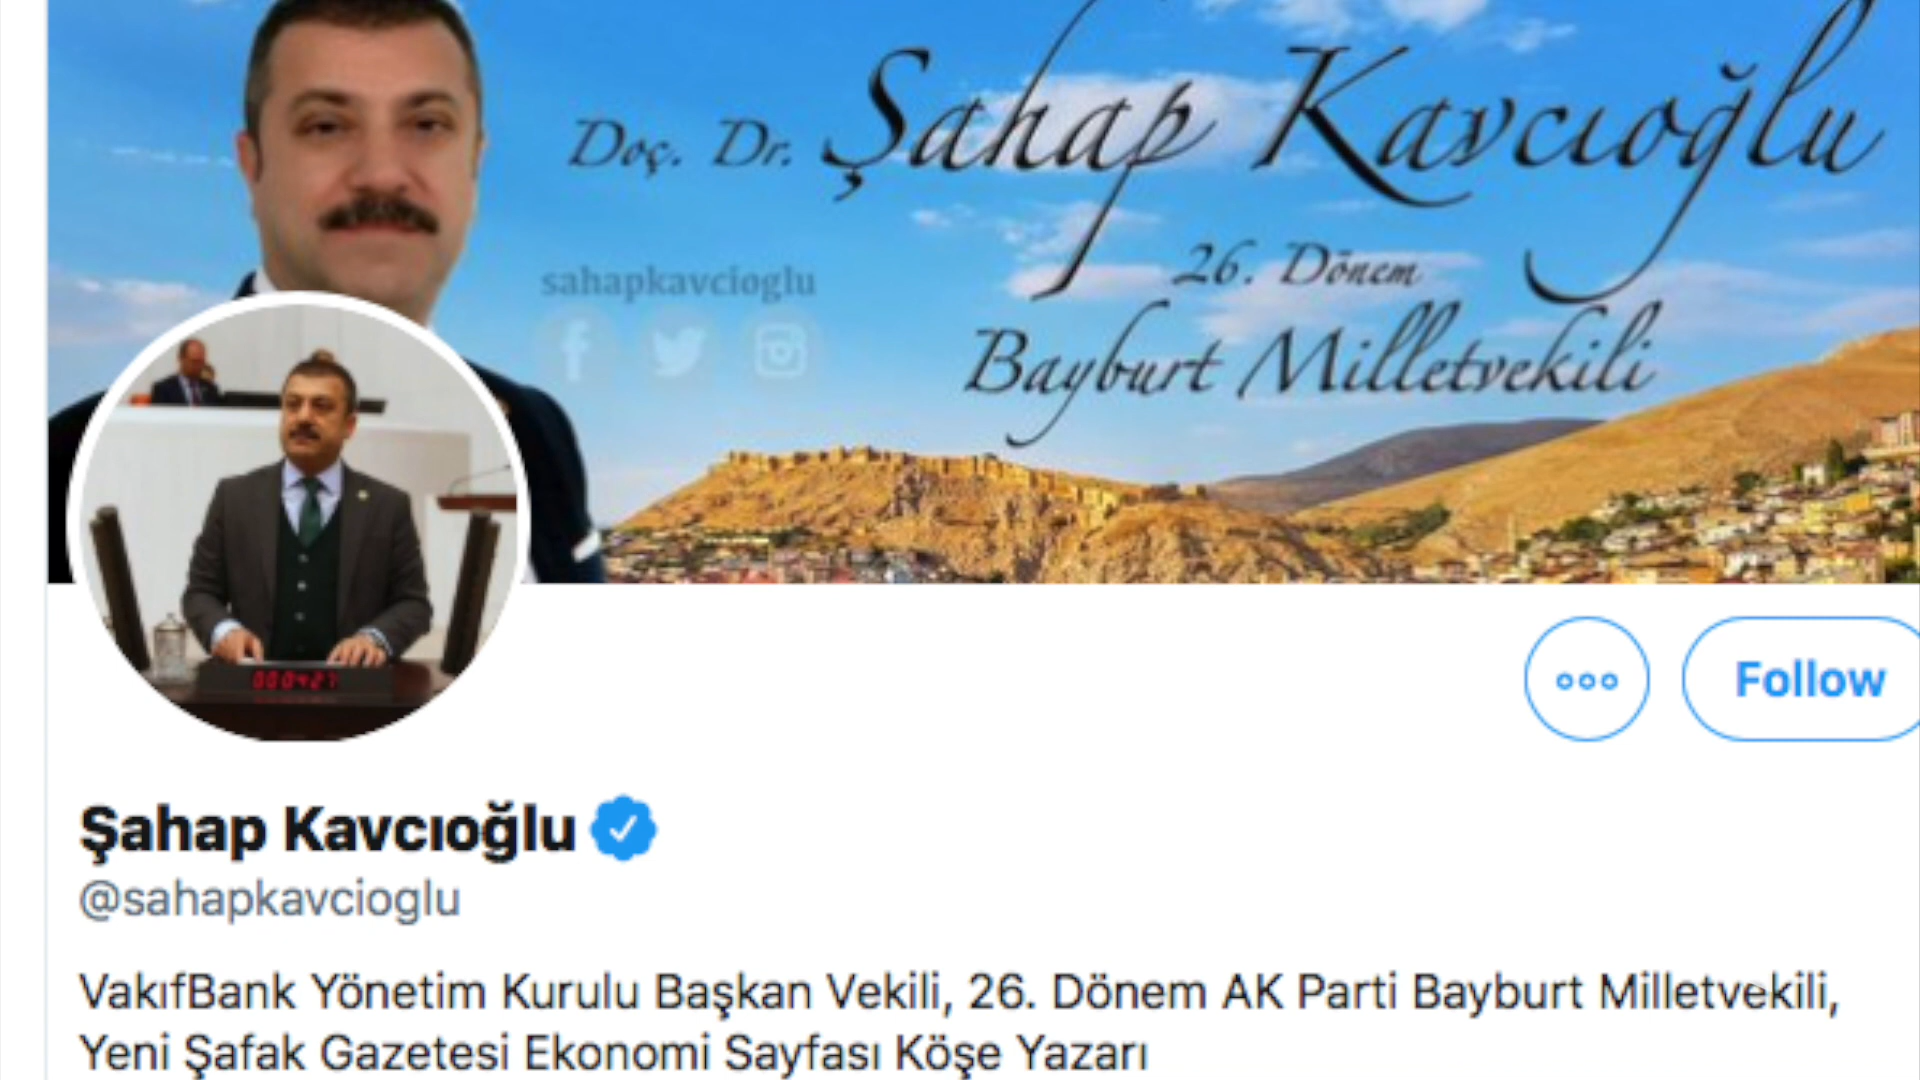 Doç. Dr. Şahap Kavcıoğlu
26. Dönem
Bayburt Milletvekili
sahapkavcioglu
000427
Follow
Şahap Kavcıoğlu
@sahapkavcioglu
VakıfBank Yönetim Kurulu Başkan Vekili, 26. Dönem AK Parti Bayburt Milletvekili,
Yeni Şafak Gazetesi Ekonomi Sayfası Köşe Yazarı